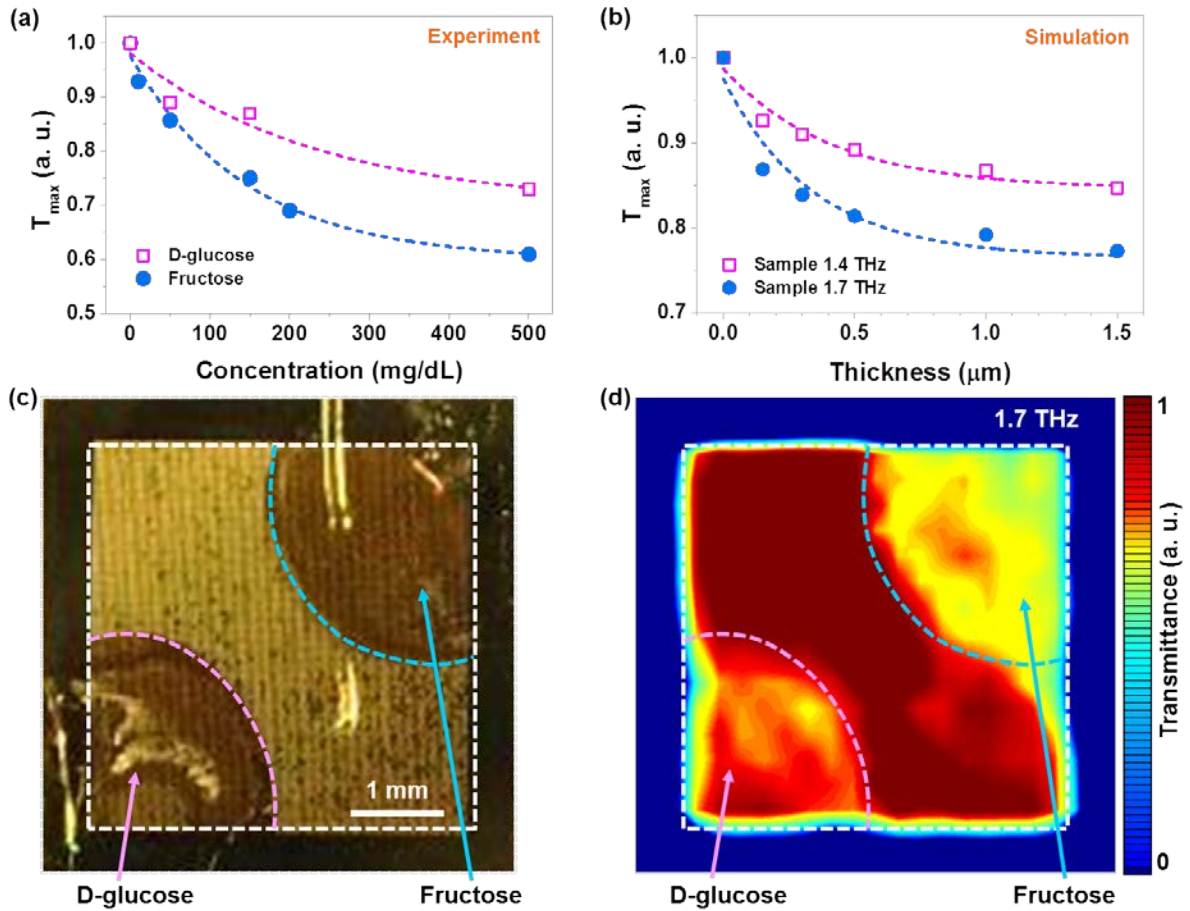 (a)
Experiment
1.0
0.9
0.8
0.7
0.6
0.5
T_max (a. u.)
D-glucose
Fructose
0 100 200 300 400 500
Concentration (mg/dL)
(b)
Simulation
1.0
0.9
0.8
0.7
T_max (a. u.)
Sample 1.4 THz
Sample 1.7 THz
0.0 0.5 1.0 1.5
Thickness (μm)
(c)
1 mm
D-glucose
Fructose
(d)
1.7 THz
1
Transmittance (a. u.)
0
D-glucose
Fructose